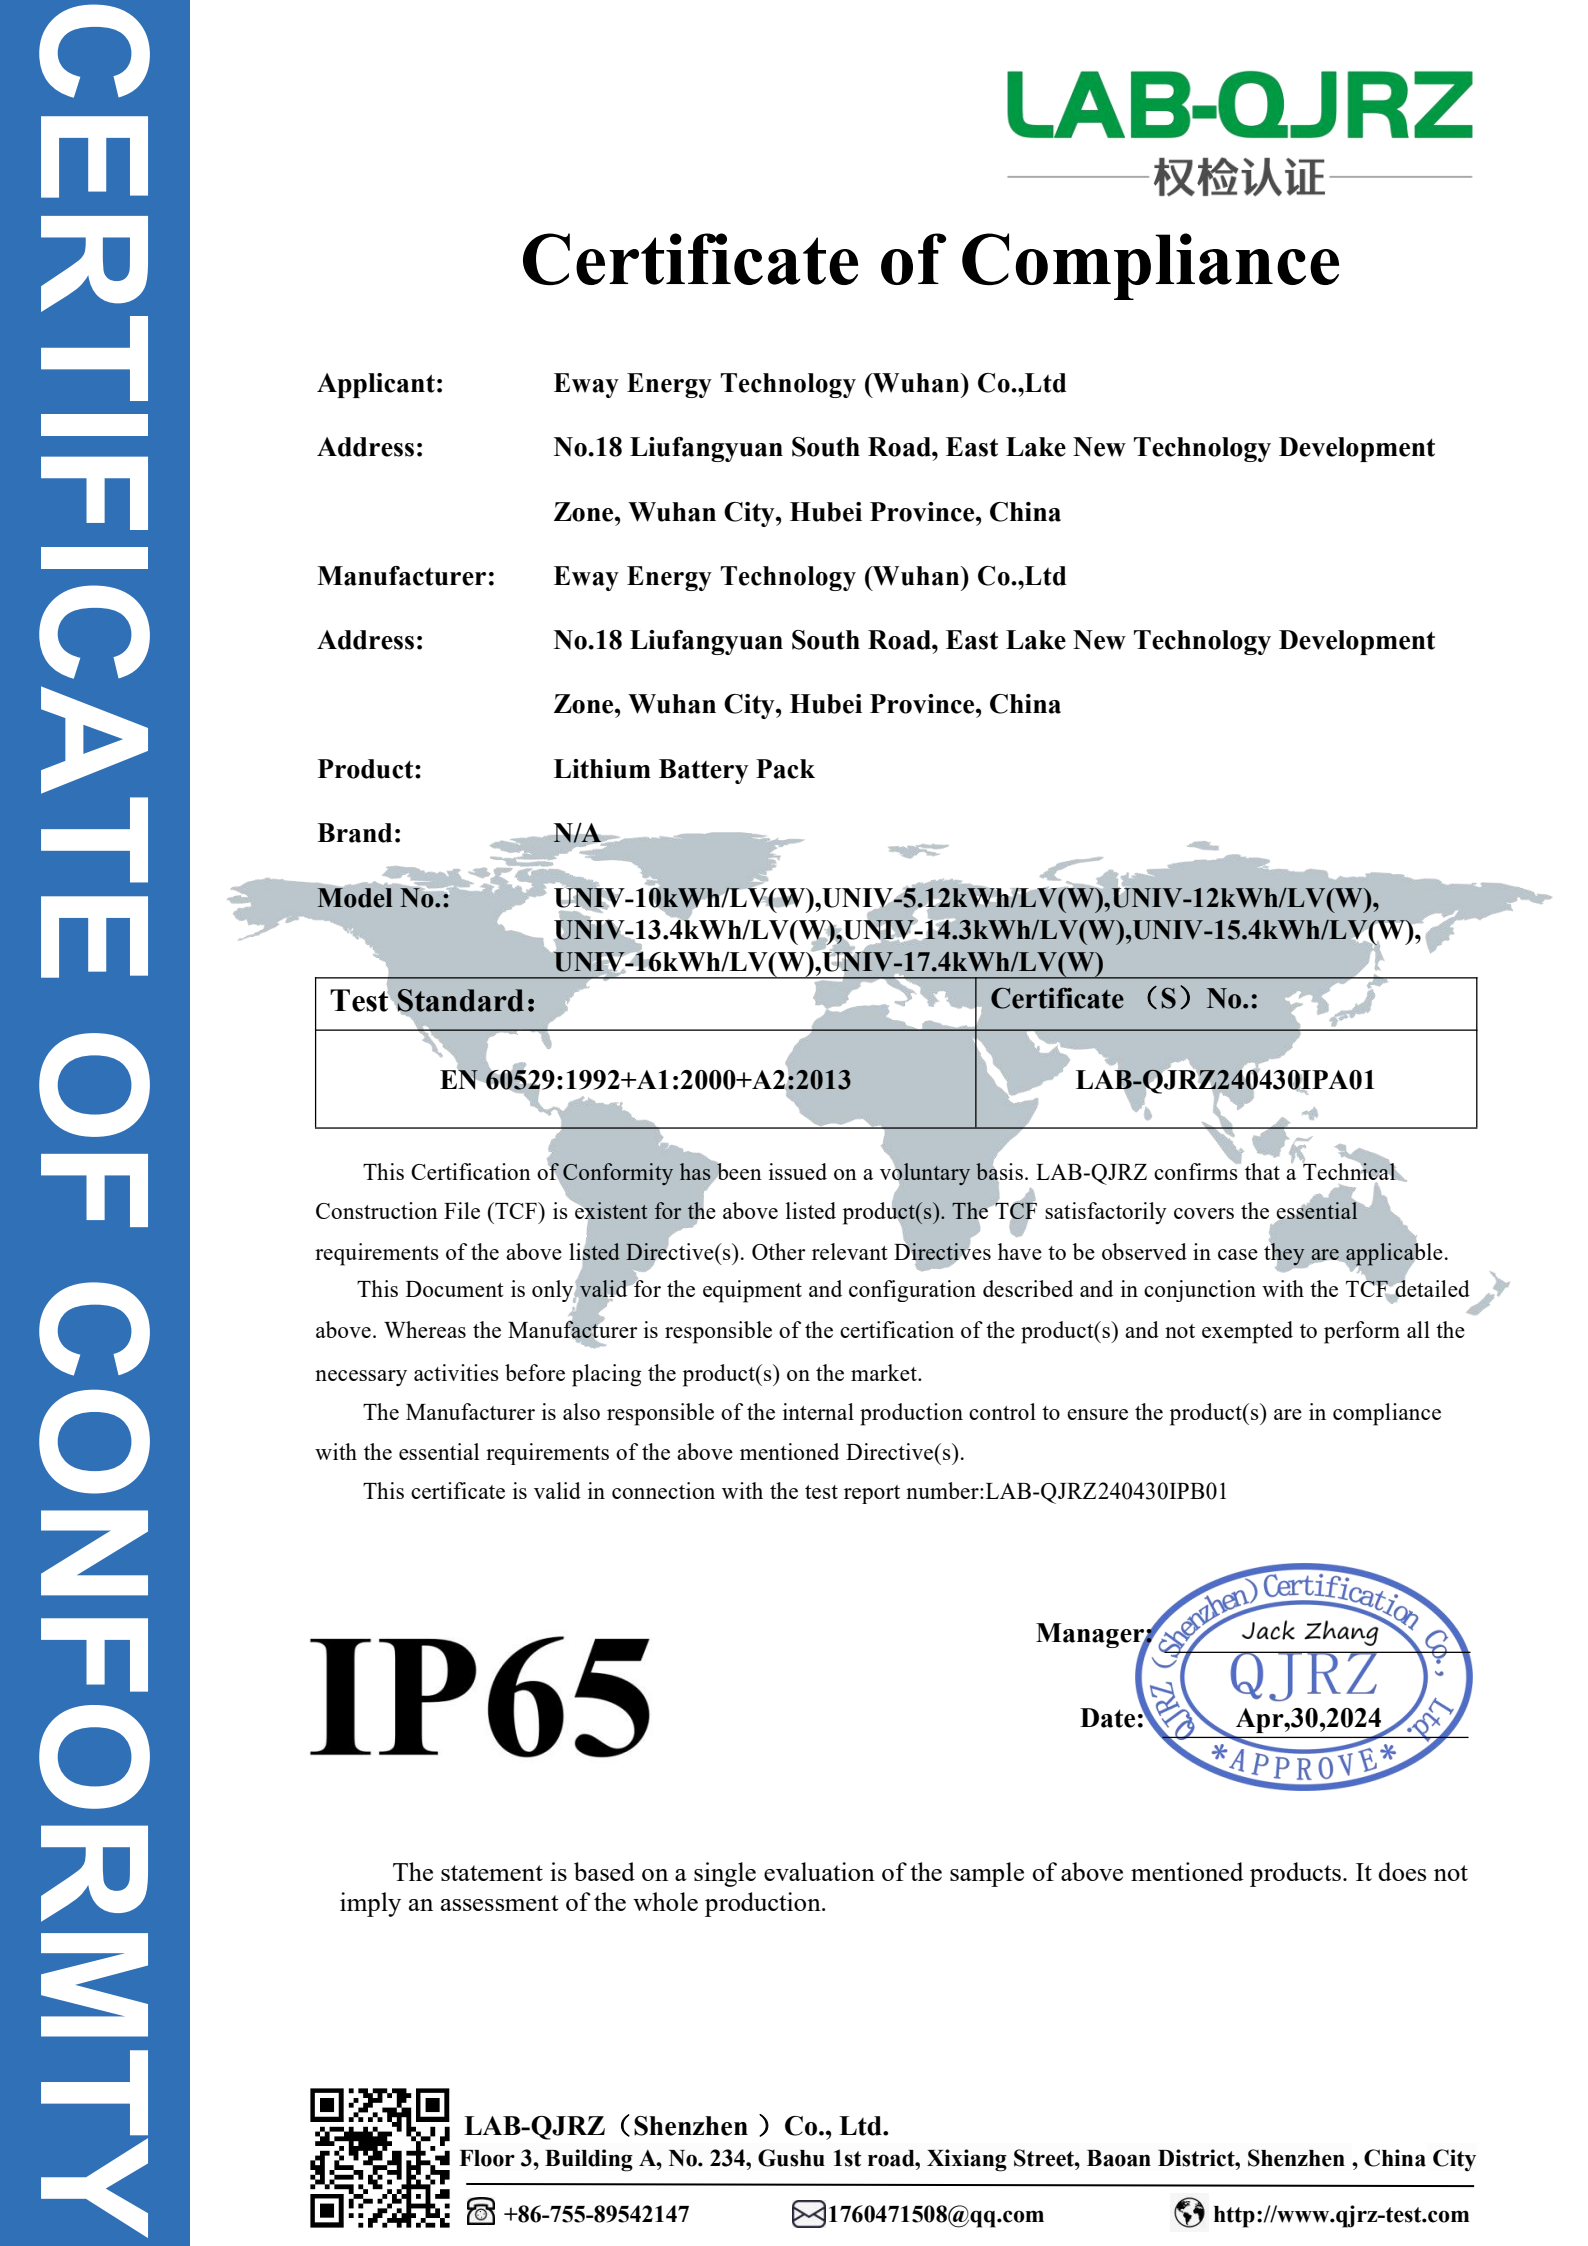 CERTIFICATE OF CONFORMITY
LAB-QJRZ
权检认证
Certificate of Compliance
Applicant: Eway Energy Technology (Wuhan) Co.,Ltd
Address: No.18 Liufangyuan South Road, East Lake New Technology Development
Zone, Wuhan City, Hubei Province, China
Manufacturer: Eway Energy Technology (Wuhan) Co.,Ltd
Address: No.18 Liufangyuan South Road, East Lake New Technology Development
Zone, Wuhan City, Hubei Province, China
Product: Lithium Battery Pack
Brand: N/A
Model No.: UNIV-10kWh/LV(W),UNIV-5.12kWh/LV(W),UNIV-12kWh/LV(W),
UNIV-13.4kWh/LV(W),UNIV-14.3kWh/LV(W),UNIV-15.4kWh/LV(W),
UNIV-16kWh/LV(W),UNIV-17.4kWh/LV(W)
Test Standard： Certificate （S）No.:
EN 60529:1992+A1:2000+A2:2013 LAB-QJRZ240430IPA01
This Certification of Conformity has been issued on a voluntary basis. LAB-QJRZ confirms that a Technical
Construction File (TCF) is existent for the above listed product(s). The TCF satisfactorily covers the essential
requirements of the above listed Directive(s). Other relevant Directives have to be observed in case they are applicable.
This Document is only valid for the equipment and configuration described and in conjunction with the TCF detailed
above. Whereas the Manufacturer is responsible of the certification of the product(s) and not exempted to perform all the
necessary activities before placing the product(s) on the market.
The Manufacturer is also responsible of the internal production control to ensure the product(s) are in compliance
with the essential requirements of the above mentioned Directive(s).
This certificate is valid in connection with the test report number:LAB-QJRZ240430IPB01
IP65
Manager: Jack Zhang
Date: Apr,30,2024
QJRZ (Shenzhen) Certification Co., Ltd.
QJRZ
*APPROVE*
The statement is based on a single evaluation of the sample of above mentioned products. It does not
imply an assessment of the whole production.
LAB-QJRZ（Shenzhen ）Co., Ltd.
Floor 3, Building A, No. 234, Gushu 1st road, Xixiang Street, Baoan District, Shenzhen , China City
+86-755-89542147 1760471508@qq.com http://www.qjrz-test.com